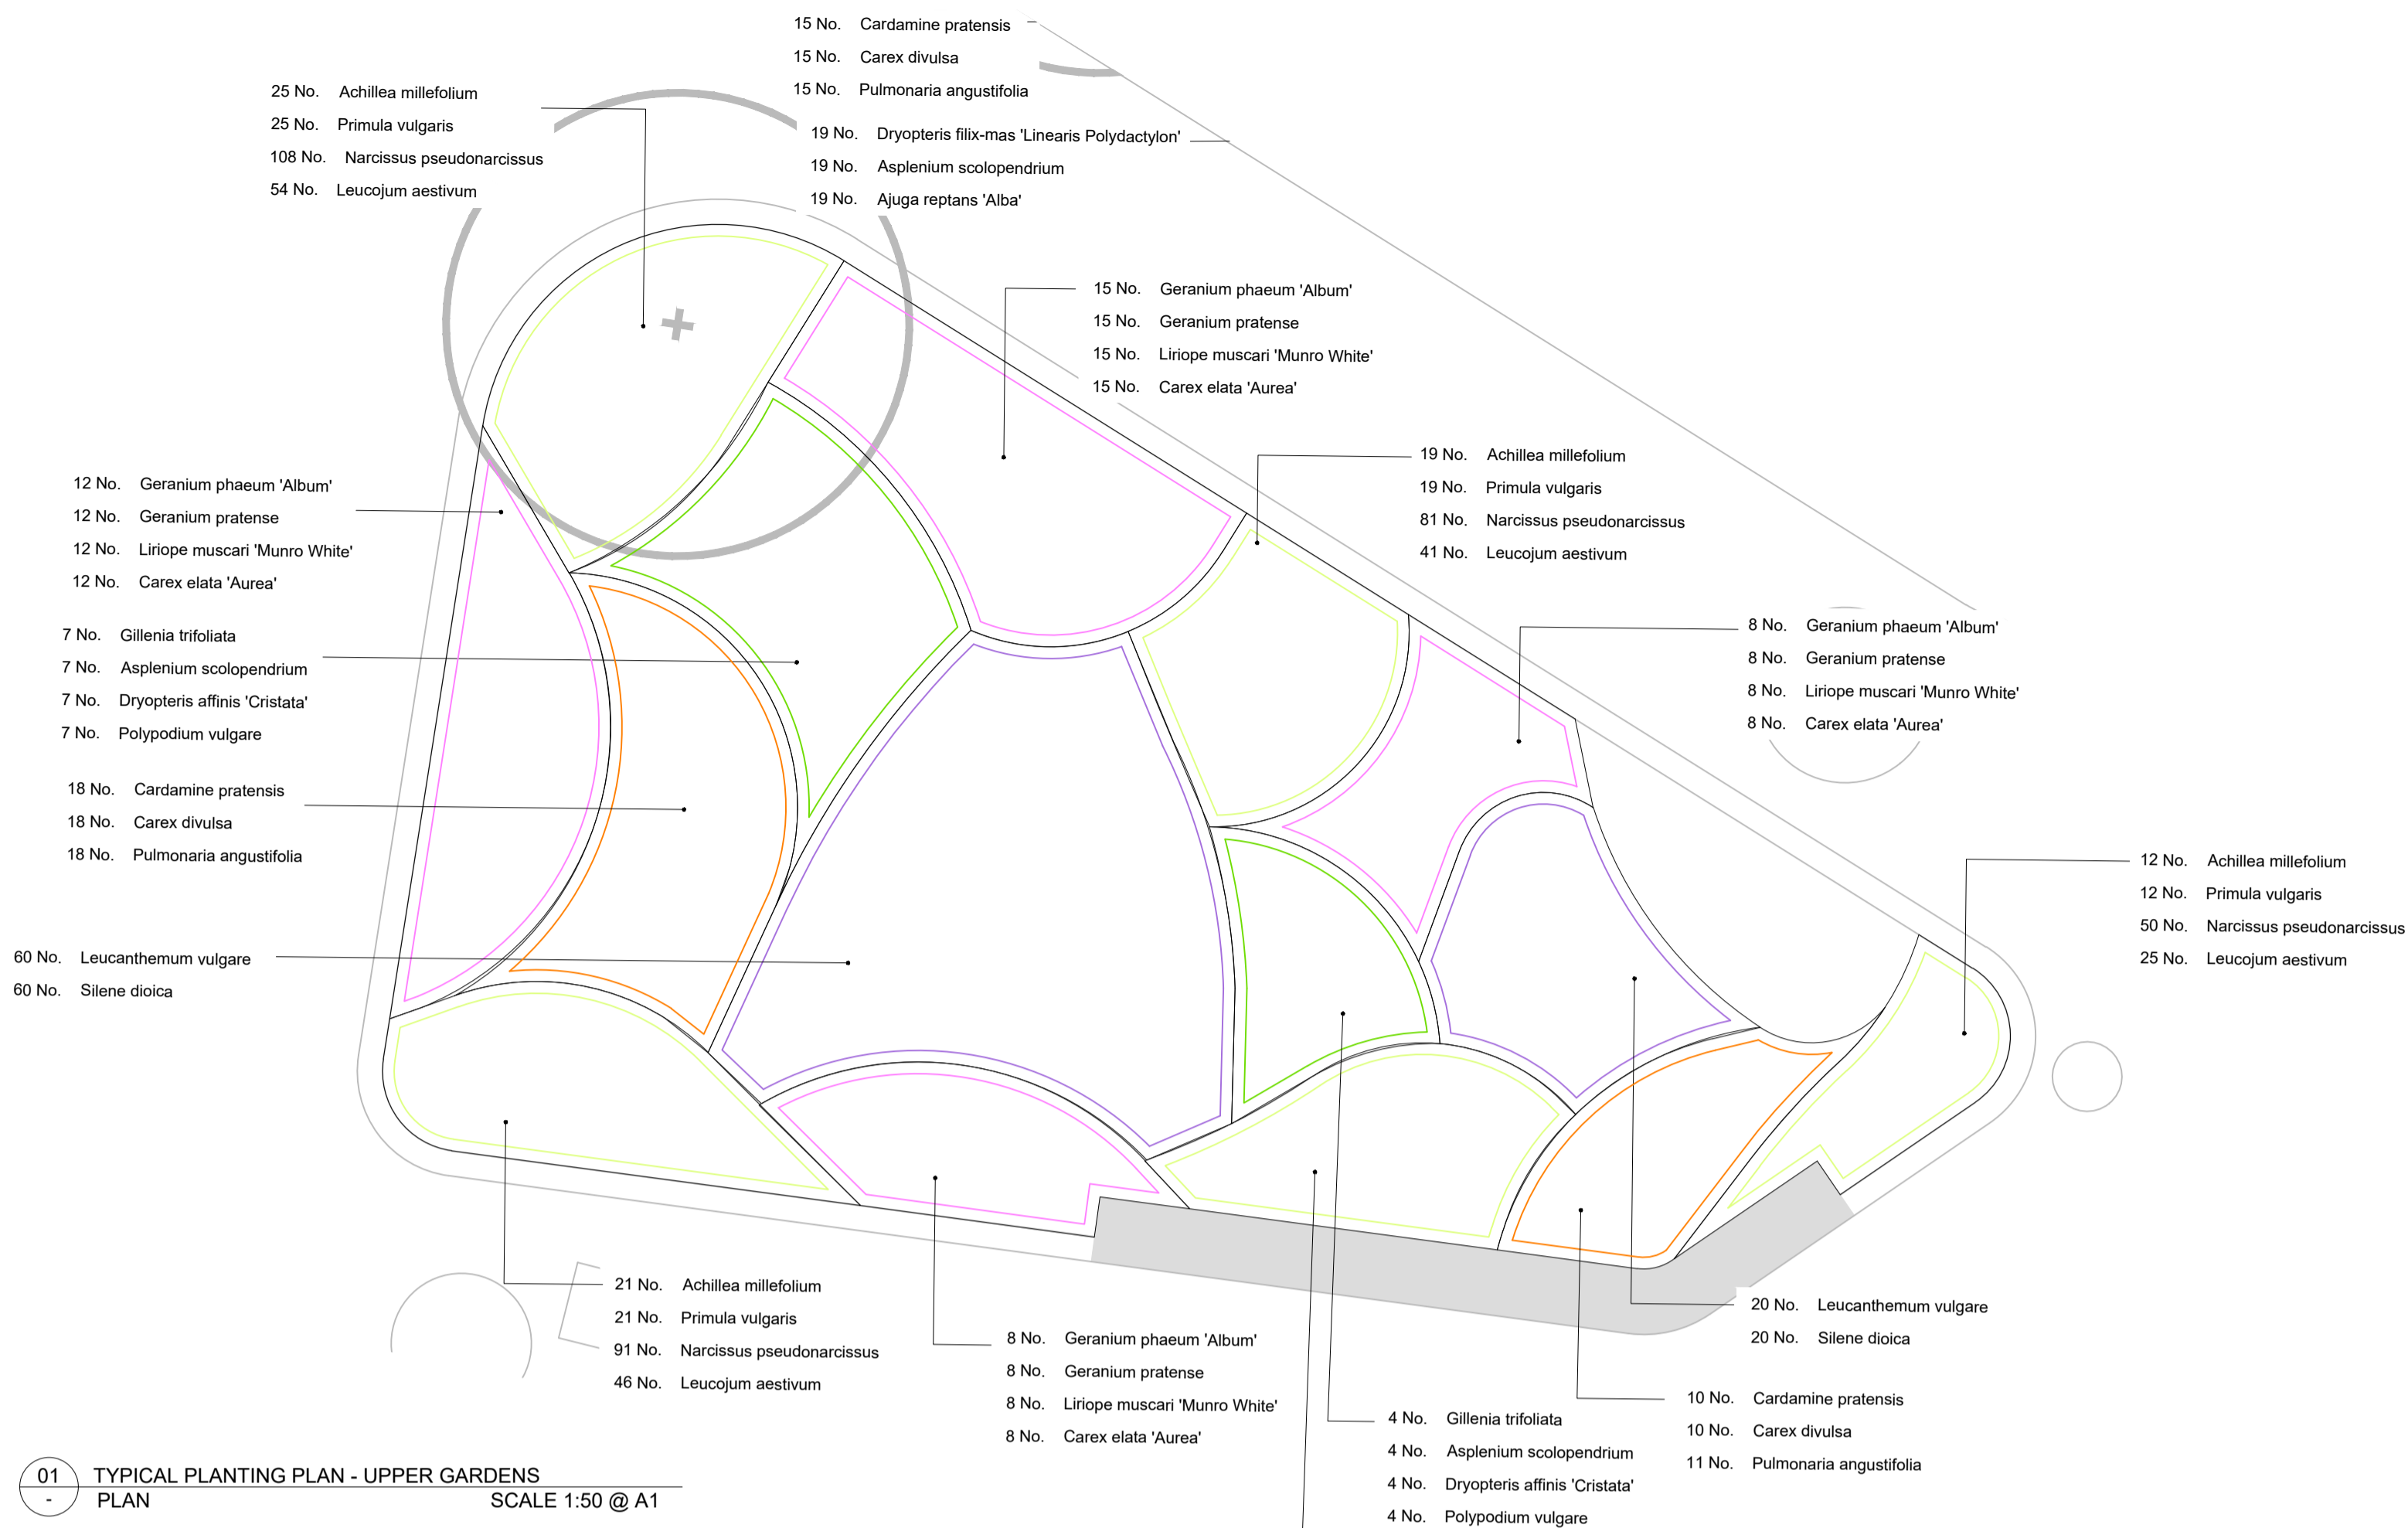 15 No. Cardamine pratensis
15 No. Carex divulsa
15 No. Pulmonaria angustifolia
25 No. Achillea millefolium
25 No. Primula vulgaris
108 No. Narcissus pseudonarcissus
54 No. Leucojum aestivum
19 No. Dryopteris filix-mas 'Linearis Polydactylon'
19 No. Asplenium scolopendrium
19 No. Ajuga reptans 'Alba'
15 No. Geranium phaeum 'Album'
15 No. Geranium pratense
15 No. Liriope muscari 'Munro White'
15 No. Carex elata 'Aurea'
19 No. Achillea millefolium
19 No. Primula vulgaris
81 No. Narcissus pseudonarcissus
41 No. Leucojum aestivum
12 No. Geranium phaeum 'Album'
12 No. Geranium pratense
12 No. Liriope muscari 'Munro White'
12 No. Carex elata 'Aurea'
7 No. Gillenia trifoliata
7 No. Asplenium scolopendrium
7 No. Dryopteris affinis 'Cristata'
7 No. Polypodium vulgare
8 No. Geranium phaeum 'Album'
8 No. Geranium pratense
8 No. Liriope muscari 'Munro White'
8 No. Carex elata 'Aurea'
18 No. Cardamine pratensis
18 No. Carex divulsa
18 No. Pulmonaria angustifolia
12 No. Achillea millefolium
12 No. Primula vulgaris
50 No. Narcissus pseudonarcissus
25 No. Leucojum aestivum
60 No. Leucanthemum vulgare
60 No. Silene dioica
21 No. Achillea millefolium
21 No. Primula vulgaris
91 No. Narcissus pseudonarcissus
46 No. Leucojum aestivum
8 No. Geranium phaeum 'Album'
8 No. Geranium pratense
8 No. Liriope muscari 'Munro White'
8 No. Carex elata 'Aurea'
20 No. Leucanthemum vulgare
20 No. Silene dioica
10 No. Cardamine pratensis
10 No. Carex divulsa
11 No. Pulmonaria angustifolia
4 No. Gillenia trifoliata
4 No. Asplenium scolopendrium
4 No. Dryopteris affinis 'Cristata'
4 No. Polypodium vulgare
01 TYPICAL PLANTING PLAN - UPPER GARDENS
- PLAN SCALE 1:50 @ A1